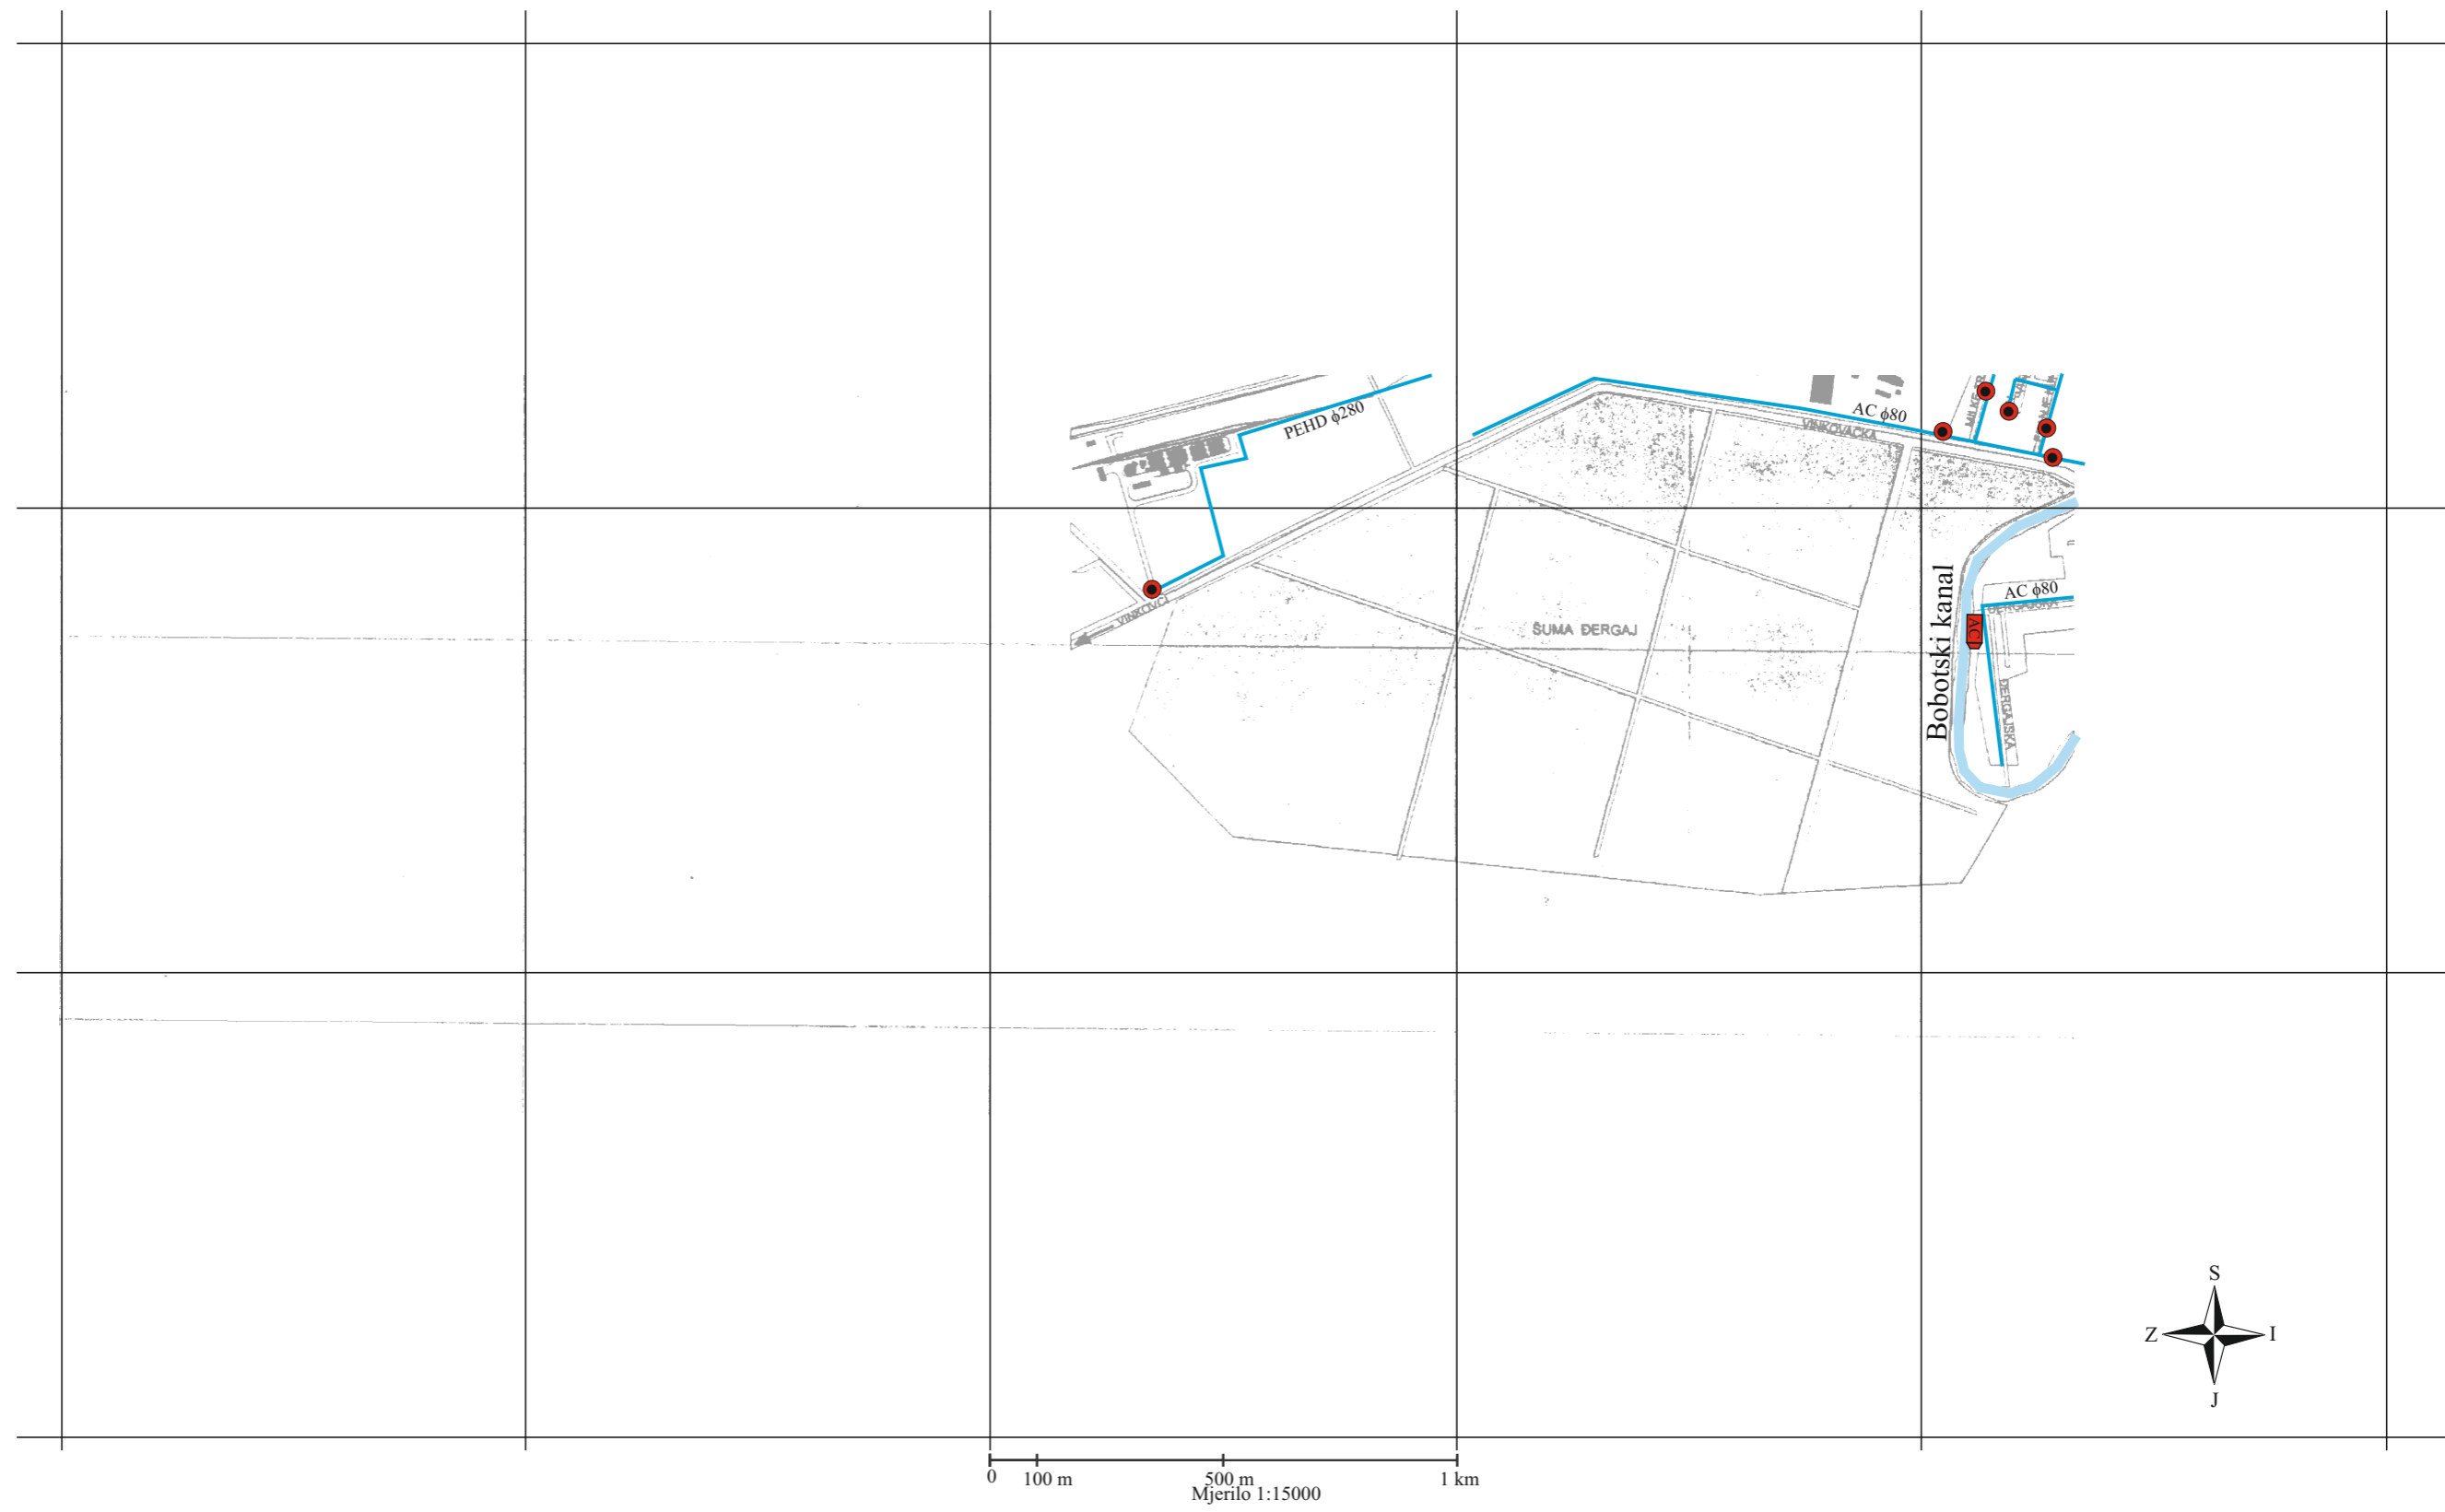 PEHD ϕ280
AC ϕ80
VINKOVAČKA
VINKOVCI
ŠUMA ĐERGAJ
Bobotski kanal
AC ϕ80
ĐERGAJSKA
AC
ĐERGAJSKA
S
Z I
J
0 100 m 500 m 1 km
Mjerilo 1:15000